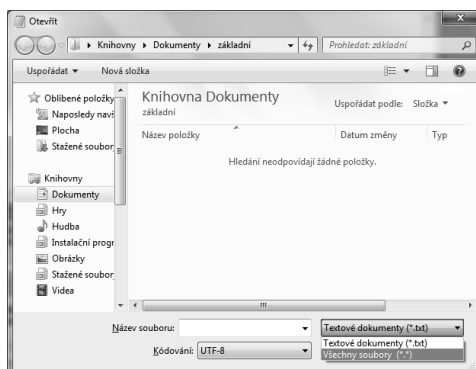 Otevřít
Knihovny ▸ Dokumenty ▸ základní
Prohledat: základní
Uspořádat
Nová složka
Oblíbené položky
Naposledy navš
Plocha
Stažené soubor
Knihovny
Dokumenty
Hry
Hudba
Instalační progr
Obrázky
Stažené soubor
Videa
Knihovna Dokumenty
základní
Uspořádat podle: Složka
Název položky
Datum změny
Typ
Hledání neodpovídají žádné položky.
Název souboru:
Textové dokumenty (*.txt)
Textové dokumenty (*.txt)
Všechny soubory (*.*)
Kódování: UTF-8